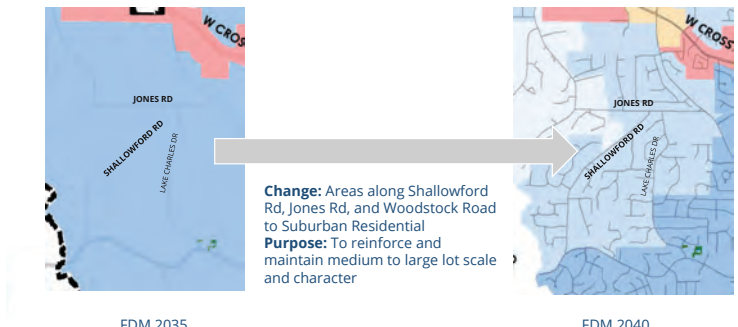 W CROS
JONES RD
SHALLOWFORD RD
LAKE CHARLES DR
Change: Areas along Shallowford
Rd, Jones Rd, and Woodstock Road
to Suburban Residential
Purpose: To reinforce and
maintain medium to large lot scale
and character
W CROSS
JONES RD
SHALLOWFORD RD
LAKE CHARLES DR
FDM 2035
FDM 2040